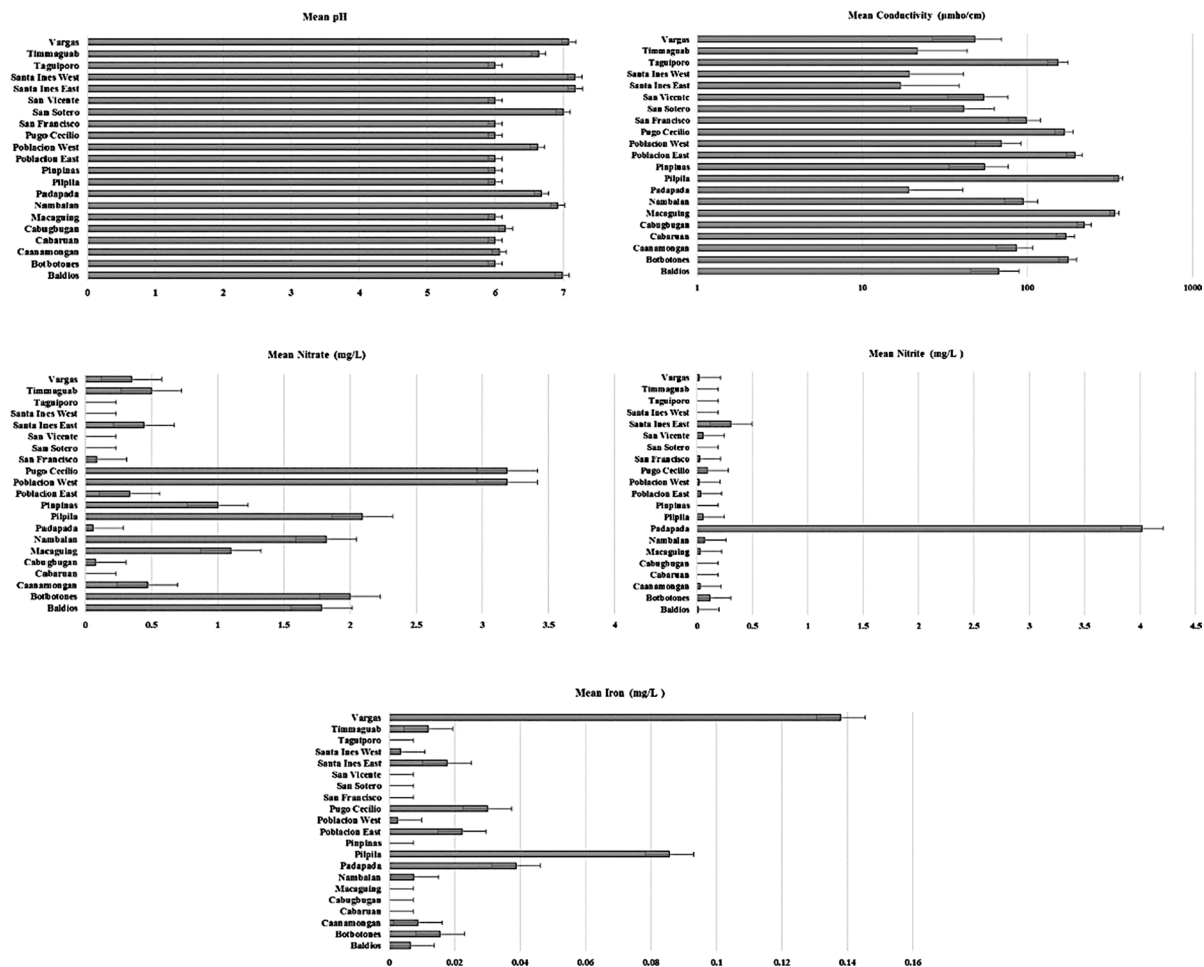 Mean pH
Vargas
Timmaguab
Taguiporo
Santa Ines West
Santa Ines East
San Vicente
San Sotero
San Francisco
Pugo Cecilio
Poblacion West
Poblacion East
Pinpinas
Pilpila
Padapada
Nambalan
Macaguing
Cabugbugan
Cabaruan
Caanamongan
Botbotones
Baldios
0 1 2 3 4 5 6 7
Mean Conductivity (µmho/cm)
Vargas
Timmaguab
Taguiporo
Santa Ines West
Santa Ines East
San Vicente
San Sotero
San Francisco
Pugo Cecilio
Poblacion West
Poblacion East
Pinpinas
Pilpila
Padapada
Nambalan
Macaguing
Cabugbugan
Cabaruan
Caanamongan
Botbotones
Baldios
1 10 100 1000
Mean Nitrate (mg/L)
Vargas
Timmaguab
Taguiporo
Santa Ines West
Santa Ines East
San Vicente
San Sotero
San Francisco
Pugo Cecilio
Poblacion West
Poblacion East
Pinpinas
Pilpila
Padapada
Nambalan
Macaguing
Cabugbugan
Cabaruan
Caanamongan
Botbotones
Baldios
0 0.5 1 1.5 2 2.5 3 3.5 4
Mean Nitrite (mg/L )
Vargas
Timmaguab
Taguiporo
Santa Ines West
Santa Ines East
San Vicente
San Sotero
San Francisco
Pugo Cecilio
Poblacion West
Poblacion East
Pinpinas
Pilpila
Padapada
Nambalan
Macaguing
Cabugbugan
Cabaruan
Caanamongan
Botbotones
Baldios
0 0.5 1 1.5 2 2.5 3 3.5 4 4.5
Mean Iron (mg/L )
Vargas
Timmaguab
Taguiporo
Santa Ines West
Santa Ines East
San Vicente
San Sotero
San Francisco
Pugo Cecilio
Poblacion West
Poblacion East
Pinpinas
Pilpila
Padapada
Nambalan
Macaguing
Cabugbugan
Cabaruan
Caanamongan
Botbotones
Baldios
0 0.02 0.04 0.06 0.08 0.1 0.12 0.14 0.16